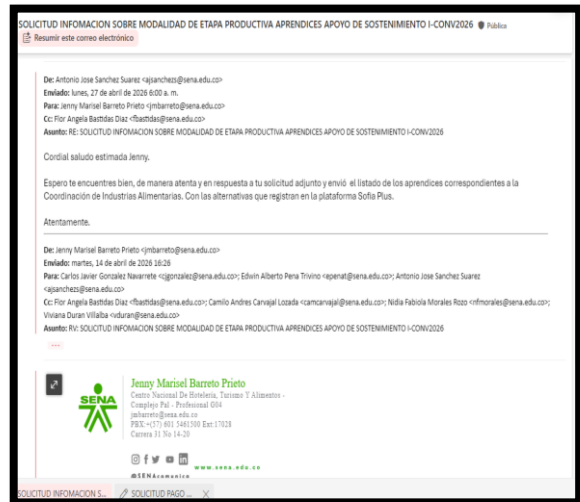 SOLICITUD INFOMACION SOBRE MODALIDAD DE ETAPA PRODUCTIVA APRENDICES APOYO DE SOSTENIMIENTO I-CONV2026 Pública
Resumir este correo electrónico
De: Antonio Jose Sanchez Suarez <ajsanchezs@sena.edu.co>
Enviado: lunes, 27 de abril de 2026 6:00 a. m.
Para: Jenny Marisel Barreto Prieto <jmbarreto@sena.edu.co>
Cc: Flor Angela Bastidas Diaz <fbastidas@sena.edu.co>
Asunto: RE: SOLICITUD INFOMACION SOBRE MODALIDAD DE ETAPA PRODUCTIVA APRENDICES APOYO DE SOSTENIMIENTO I-CONV2026
Cordial saludo estimada Jenny.
Espero te encuentres bien, de manera atenta y en respuesta a tu solicitud adjunto y envió el listado de los aprendices correspondientes a la
Coordinación de Industrias Alimentarias. Con las alternativas que registran en la plataforma Sofia Plus.
Atentamente.
De: Jenny Marisel Barreto Prieto <jmbarreto@sena.edu.co>
Enviado: martes, 14 de abril de 2026 16:26
Para: Carlos Javier Gonzalez Navarrete <cjgonzalez@sena.edu.co>; Edwin Alberto Pena Trivino <epenat@sena.edu.co>; Antonio Jose Sanchez Suarez
<ajsanchezs@sena.edu.co>
Cc: Flor Angela Bastidas Diaz <fbastidas@sena.edu.co>; Camilo Andres Carvajal Lozada <camcarvajal@sena.edu.co>; Nidia Fabiola Morales Rozo <nfmorales@sena.edu.co>;
Viviana Duran Villalba <vduran@sena.edu.co>
Asunto: RV: SOLICITUD INFOMACION SOBRE MODALIDAD DE ETAPA PRODUCTIVA APRENDICES APOYO DE SOSTENIMIENTO I-CONV2026
SENA
Jenny Marisel Barreto Prieto
Centro Nacional De Hotelería, Turismo Y Alimentos -
Complejo Pal - Profesional G04
jmbarreto@sena.edu.co
PBX:+(57) 601 5461500 Ext:17028
Carrera 31 No 14-20
www.sena.edu.co
@SENAcomunica
SOLICITUD INFOMACION S... SOLICITUD PAGO ...